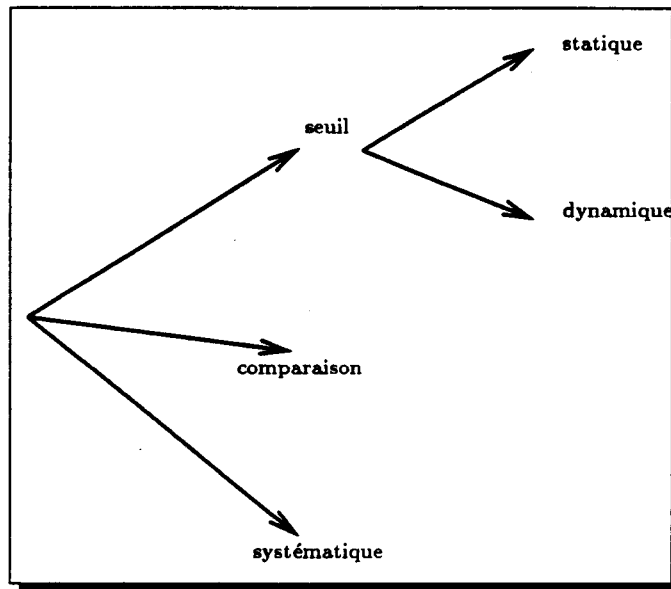 statique
seuil
dynamique
comparaison
systématique